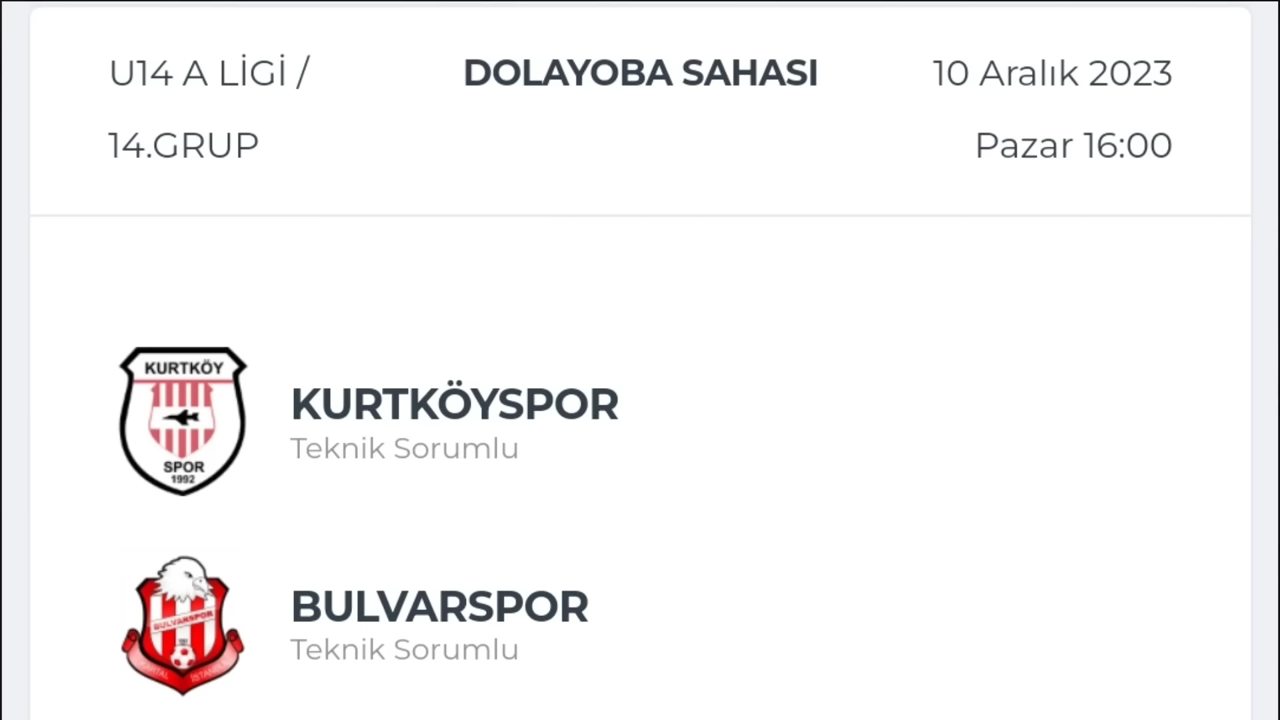 U14 A LİGİ /
14.GRUP
DOLAYOBA SAHASI
10 Aralık 2023
Pazar 16:00
KURTKÖY
SPOR
1992
KURTKÖYSPOR
Teknik Sorumlu
BULVARSPOR
BULVARSPOR
Teknik Sorumlu